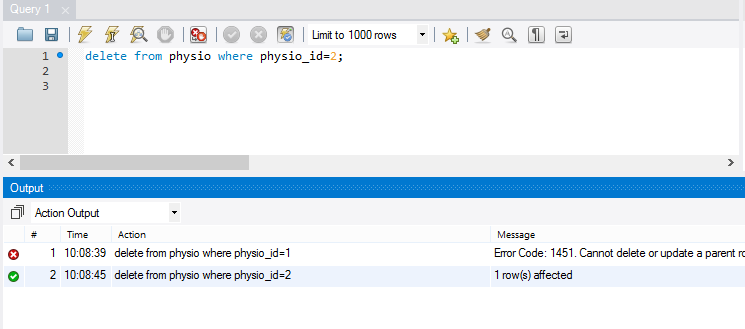 Query 1
Limit to 1000 rows
1 delete from physio where physio_id=2;
2
3
Output
Action Output
# Time Action Message
1 10:08:39 delete from physio where physio_id=1 Error Code: 1451. Cannot delete or update a parent ro
2 10:08:45 delete from physio where physio_id=2 1 row(s) affected